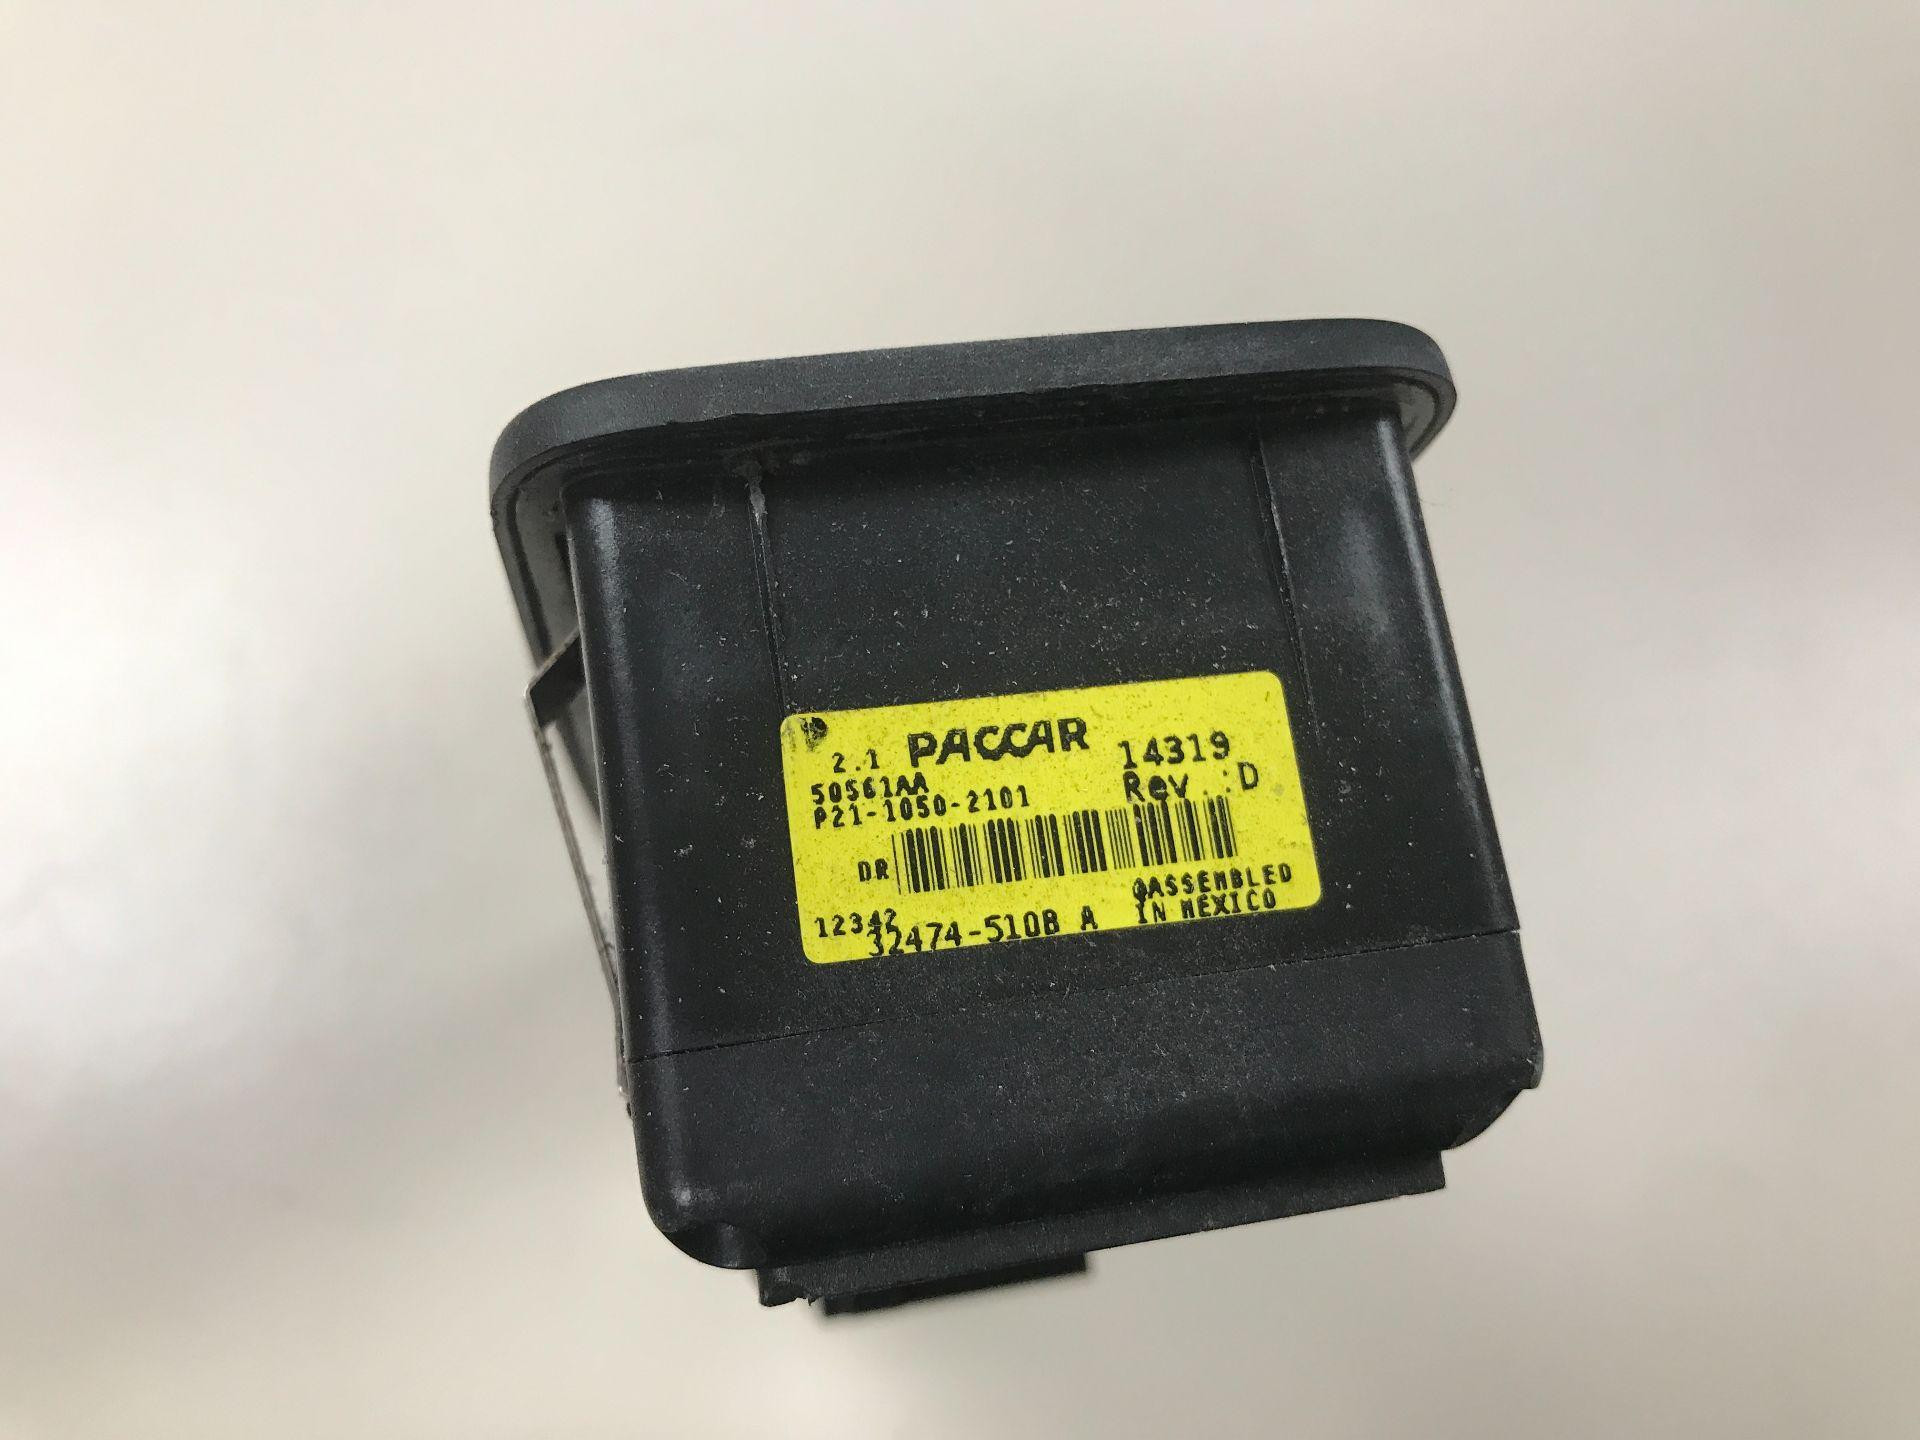 2.1 PACCAR 14319
50561AA Rev.:D
P21-1050-2101
DR
ASSEMBLED
IN MEXICO
12342
32474-510B A